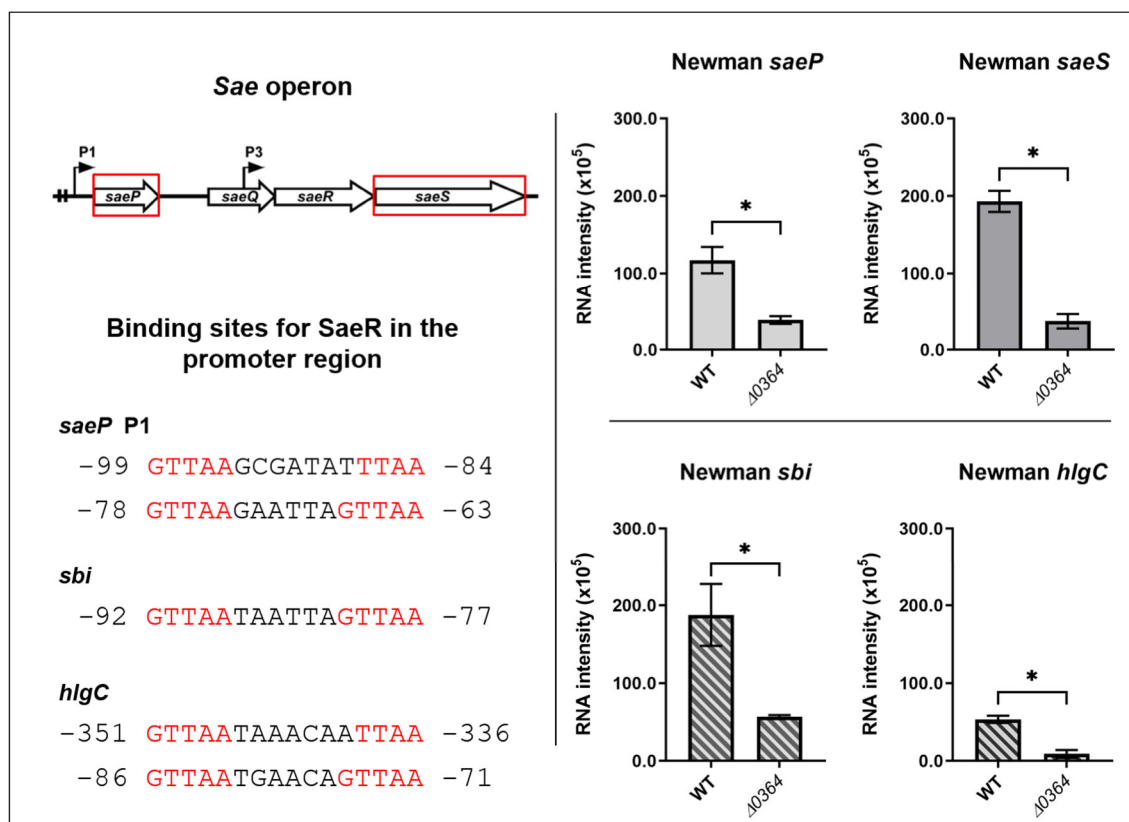 Sae operon
P1
P3
saeP
saeQ
saeR
saeS
Binding sites for SaeR in the
promoter region
saeP P1
-99 GTTAAGCGATATTTAA -84
-78 GTTAAGAATTAGTTAA -63
sbi
-92 GTTAATAATTAGTTAA -77
hlgC
-351 GTTAATAAACAATTAA -336
-86 GTTAATGAACAGTTAA -71
Newman saeP
RNA intensity (x10⁵)
300.0
200.0
100.0
0.0
*
WT
Δ0364
Newman saeS
RNA intensity (x10⁵)
300.0
200.0
100.0
0.0
*
WT
Δ0364
Newman sbi
RNA intensity (x10⁵)
300.0
200.0
100.0
0.0
*
WT
Δ0364
Newman hlgC
RNA intensity (x10⁵)
300.0
200.0
100.0
0.0
*
WT
Δ0364